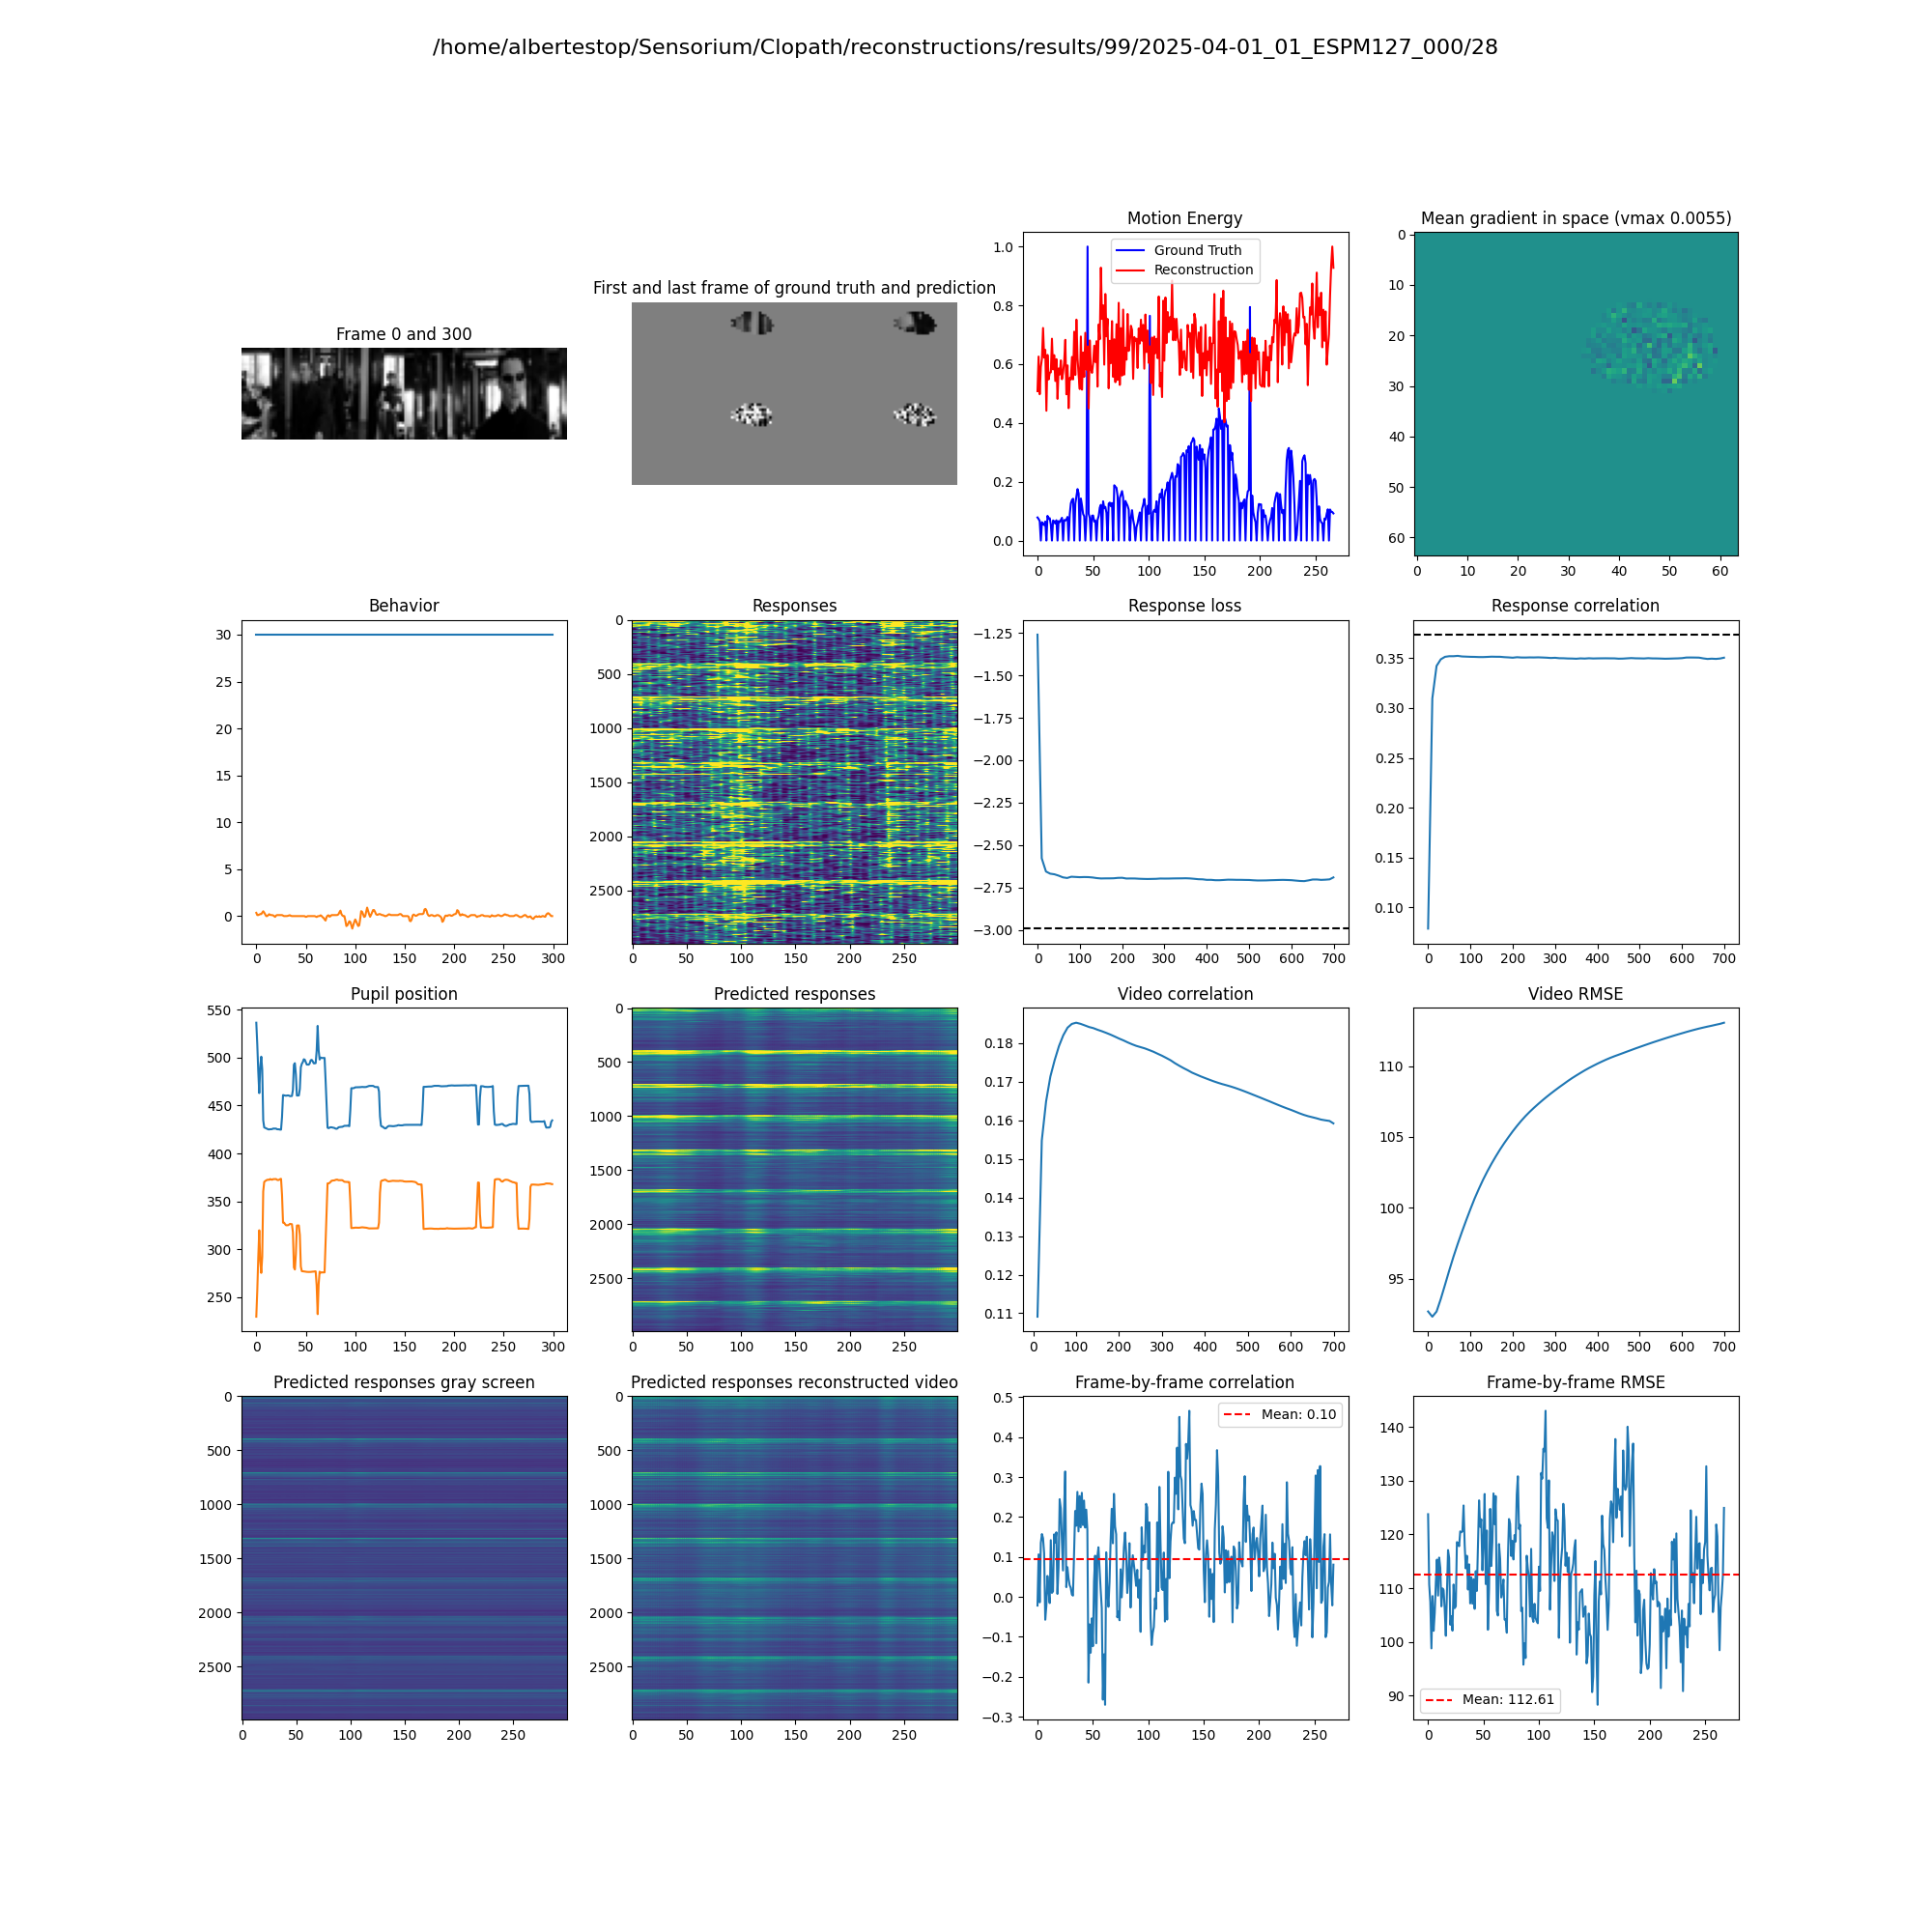 /home/albertestop/Sensorium/Clopath/reconstructions/results/99/2025-04-01_01_ESPM127_000/28
Frame 0 and 300
First and last frame of ground truth and prediction
Motion Energy
Ground Truth
Reconstruction
1.0
0.8
0.6
0.4
0.2
0.0
0 50 100 150 200 250
Mean gradient in space (vmax 0.0055)
0
10
20
30
40
50
60
0 10 20 30 40 50 60
Behavior
30
25
20
15
10
5
0
0 50 100 150 200 250 300
Responses
0
500
1000
1500
2000
2500
0 50 100 150 200 250
Response loss
−1.25
−1.50
−1.75
−2.00
−2.25
−2.50
−2.75
−3.00
0 100 200 300 400 500 600 700
Response correlation
0.35
0.30
0.25
0.20
0.15
0.10
0 100 200 300 400 500 600 700
Pupil position
550
500
450
400
350
300
250
0 50 100 150 200 250 300
Predicted responses
0
500
1000
1500
2000
2500
0 50 100 150 200 250
Video correlation
0.18
0.17
0.16
0.15
0.14
0.13
0.12
0.11
0 100 200 300 400 500 600 700
Video RMSE
110
105
100
95
0 100 200 300 400 500 600 700
Predicted responses gray screen
0
500
1000
1500
2000
2500
0 50 100 150 200 250
Predicted responses reconstructed video
0
500
1000
1500
2000
2500
0 50 100 150 200 250
Frame-by-frame correlation
Mean: 0.10
0.5
0.4
0.3
0.2
0.1
0.0
−0.1
−0.2
−0.3
0 50 100 150 200 250
Frame-by-frame RMSE
140
130
120
110
100
90
Mean: 112.61
0 50 100 150 200 250